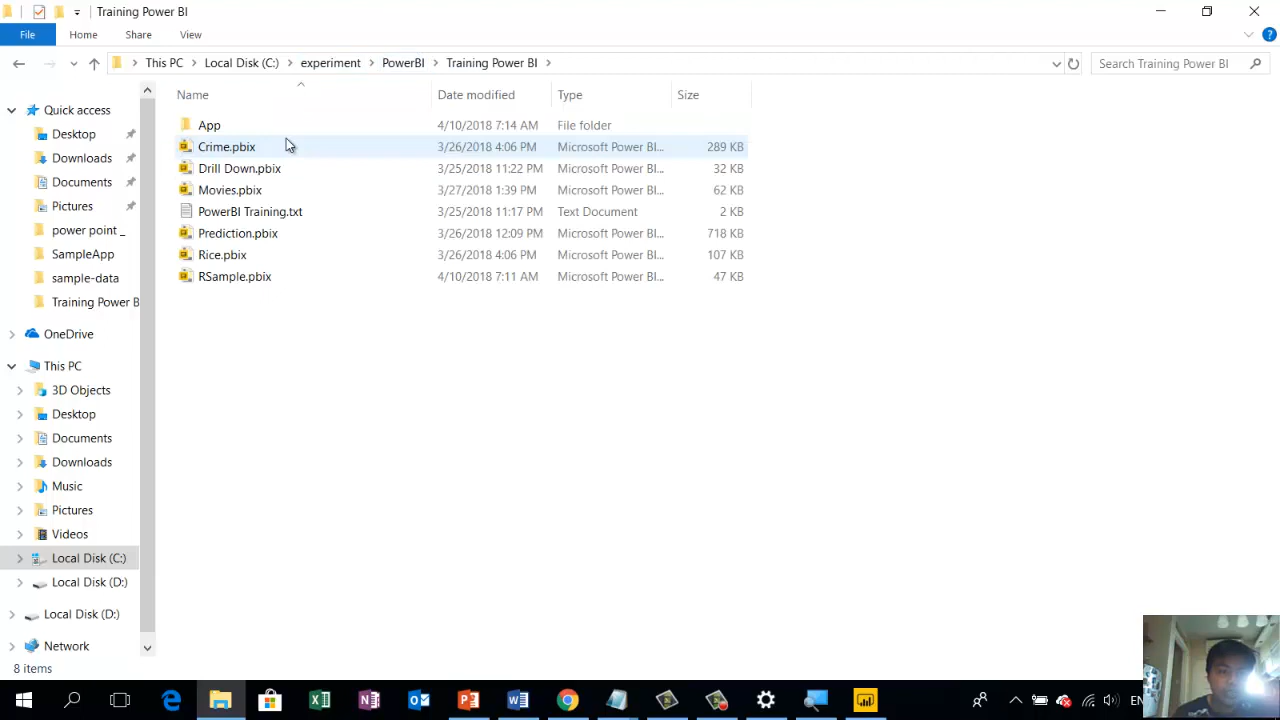 Training Power BI
File Home Share View
This PC Local Disk (C:) experiment PowerBI Training Power BI Search Training Power BI
Name Date modified Type Size
Quick access
Desktop
Downloads
Documents
Pictures
power point _
SampleApp
sample-data
Training Power B
OneDrive
This PC
3D Objects
Desktop
Documents
Downloads
Music
Pictures
Videos
Local Disk (C:)
Local Disk (D:)
Local Disk (D:)
Network
App 4/10/2018 7:14 AM File folder
Crime.pbix 3/26/2018 4:06 PM Microsoft Power BI... 289 KB
Drill Down.pbix 3/25/2018 11:22 PM Microsoft Power BI... 32 KB
Movies.pbix 3/27/2018 1:39 PM Microsoft Power BI... 62 KB
PowerBI Training.txt 3/25/2018 11:17 PM Text Document 2 KB
Prediction.pbix 3/26/2018 12:09 PM Microsoft Power BI... 718 KB
Rice.pbix 3/26/2018 4:06 PM Microsoft Power BI... 107 KB
RSample.pbix 4/10/2018 7:11 AM Microsoft Power BI... 47 KB
8 items